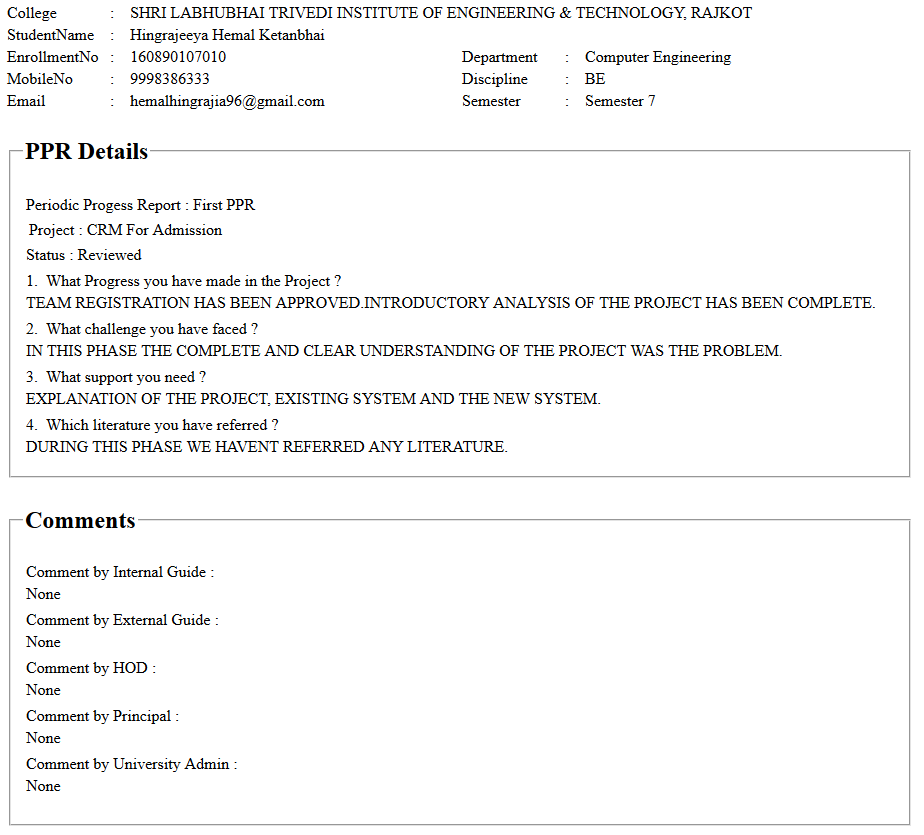 College : SHRI LABHUBHAI TRIVEDI INSTITUTE OF ENGINEERING & TECHNOLOGY, RAJKOT
StudentName : Hingrajeeya Hemal Ketanbhai
EnrollmentNo : 160890107010 Department : Computer Engineering
MobileNo : 9998386333 Discipline : BE
Email : hemalhingrajia96@gmail.com Semester : Semester 7
PPR Details
Periodic Progess Report : First PPR
Project : CRM For Admission
Status : Reviewed
1. What Progress you have made in the Project ?
TEAM REGISTRATION HAS BEEN APPROVED.INTRODUCTORY ANALYSIS OF THE PROJECT HAS BEEN COMPLETE.
2. What challenge you have faced ?
IN THIS PHASE THE COMPLETE AND CLEAR UNDERSTANDING OF THE PROJECT WAS THE PROBLEM.
3. What support you need ?
EXPLANATION OF THE PROJECT, EXISTING SYSTEM AND THE NEW SYSTEM.
4. Which literature you have referred ?
DURING THIS PHASE WE HAVENT REFERRED ANY LITERATURE.
Comments
Comment by Internal Guide :
None
Comment by External Guide :
None
Comment by HOD :
None
Comment by Principal :
None
Comment by University Admin :
None